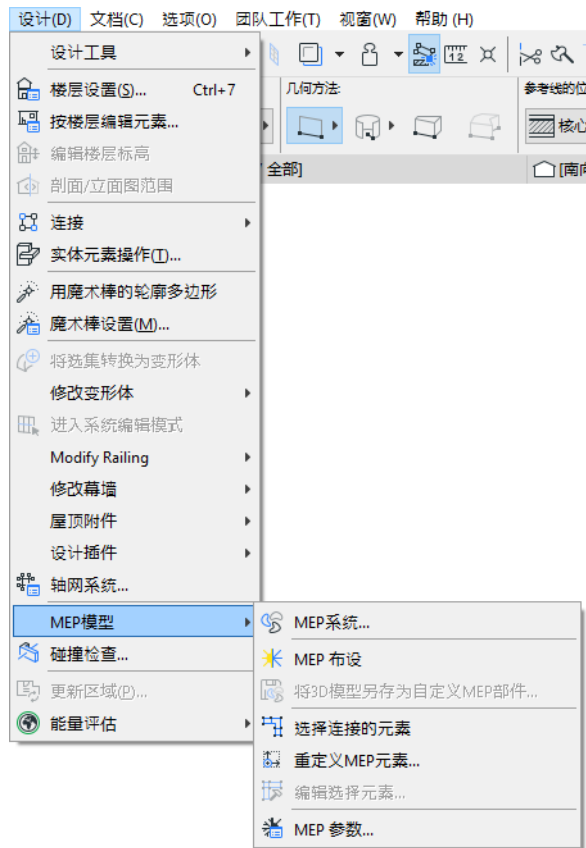 设计(D) 文档(C) 选项(O) 团队工作(T) 视窗(W) 帮助 (H)
设计工具
楼层设置(S)... Ctrl+7
几何方法:
参考线的位
按楼层编辑元素...
核心
编辑楼层标高
全部]
[南向
剖面/立面图范围
连接
实体元素操作(T)...
用魔术棒的轮廓多边形
魔术棒设置(M)...
将选集转换为变形体
修改变形体
进入系统编辑模式
Modify Railing
修改幕墙
屋顶附件
设计插件
轴网系统...
MEP模型
碰撞检查...
更新区域(P)...
能量评估
MEP系统...
MEP 布设
将3D模型另存为自定义MEP部件...
选择连接的元素
重定义MEP元素...
编辑选择元素...
MEP 参数...